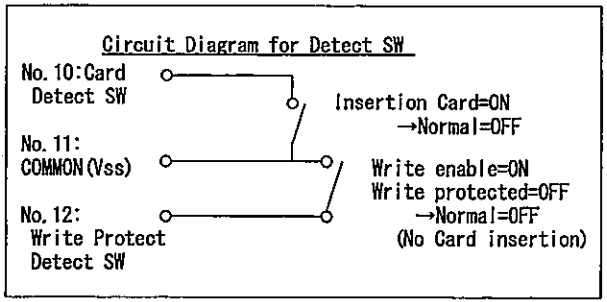 Circuit Diagram for Detect SW
No.10:Card
Detect SW
Insertion Card=ON
→Normal=OFF
No.11:
COMMON(Vss)
Write enable=ON
Write protected=OFF
→Normal=OFF
(No Card insertion)
No.12:
Write Protect
Detect SW